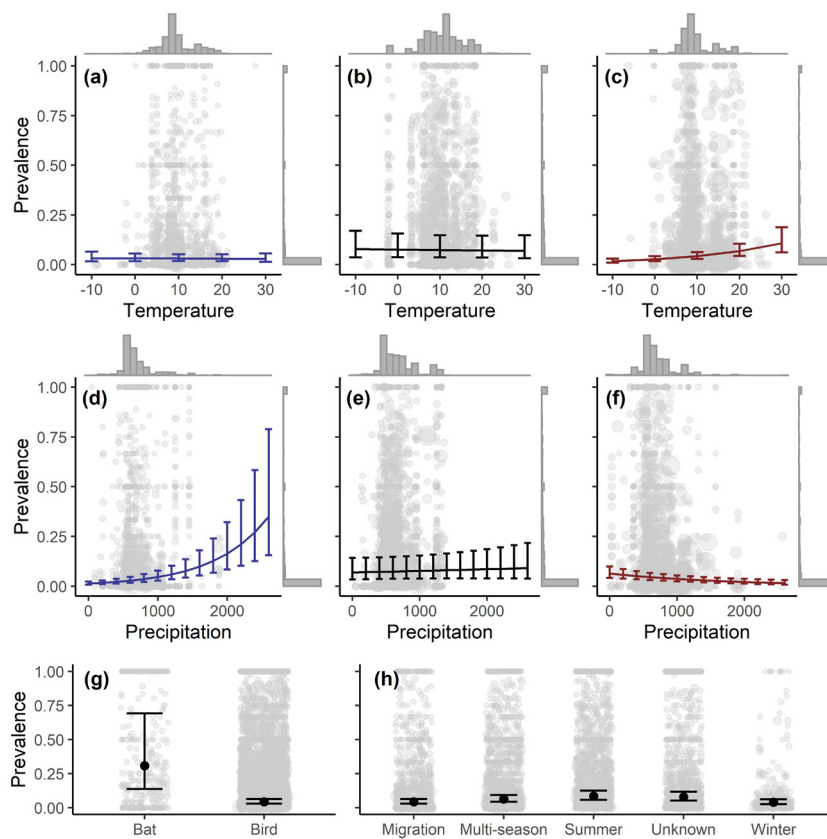 (a) (b) (c)
Prevalence
1.00
0.75
0.50
0.25
0.00
-10 0 10 20 30 -10 0 10 20 30 -10 0 10 20 30
Temperature Temperature Temperature
(d) (e) (f)
Prevalence
1.00
0.75
0.50
0.25
0.00
0 1000 2000 0 1000 2000 0 1000 2000
Precipitation Precipitation Precipitation
(g) (h)
Prevalence
1.00
0.75
0.50
0.25
0.00
Bat Bird Migration Multi-season Summer Unknown Winter